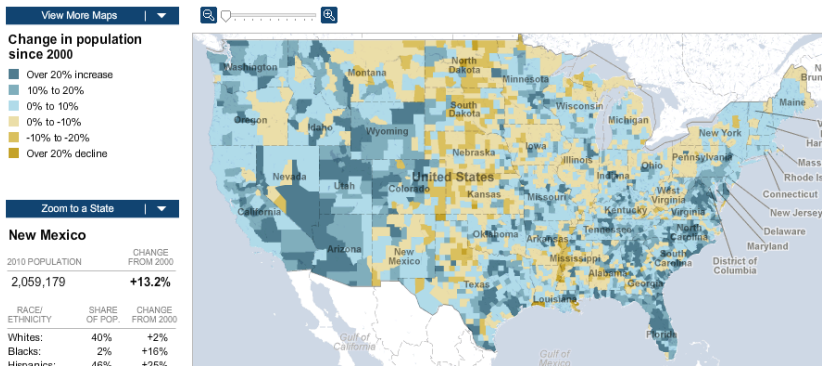 View More Maps
Change in population
since 2000
Over 20% increase
10% to 20%
0% to 10%
0% to -10%
-10% to -20%
Over 20% decline
Zoom to a State
New Mexico
2010 POPULATION
CHANGE
FROM 2000
2,059,179
+13.2%
RACE/
ETHNICITY
SHARE
OF POP.
CHANGE
FROM 2000
Whites:
40%
+2%
Blacks:
2%
+16%
Hispanics:
46%
+25%
Washington
Montana
North
Dakota
Minnesota
Oregon
Idaho
Wyoming
South
Dakota
Wisconsin
Michigan
Maine
New York
Nebraska
Iowa
Illinois
Indiana
Ohio
Pennsylvania
Nevada
Utah
Colorado
United States
Kansas
Missouri
West
Virginia
Virginia
Kentucky
California
Arizona
New
Mexico
Oklahoma
Arkansas
Tennessee
North
Carolina
South
Carolina
Texas
Louisiana
Mississippi
Alabama
Georgia
Florida
Mass
Rhode Is
Connecticut
New Jersey
Delaware
Maryland
District of
Columbia
Gulf of
California
Gulf of
Mexico